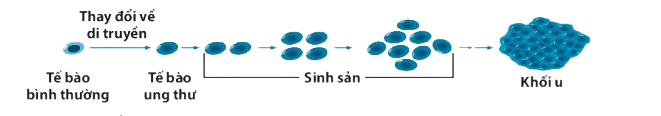 Thay đổi về
di truyền
Tế bào
bình thường
Tế bào
ung thư
Sinh sản
Khối u